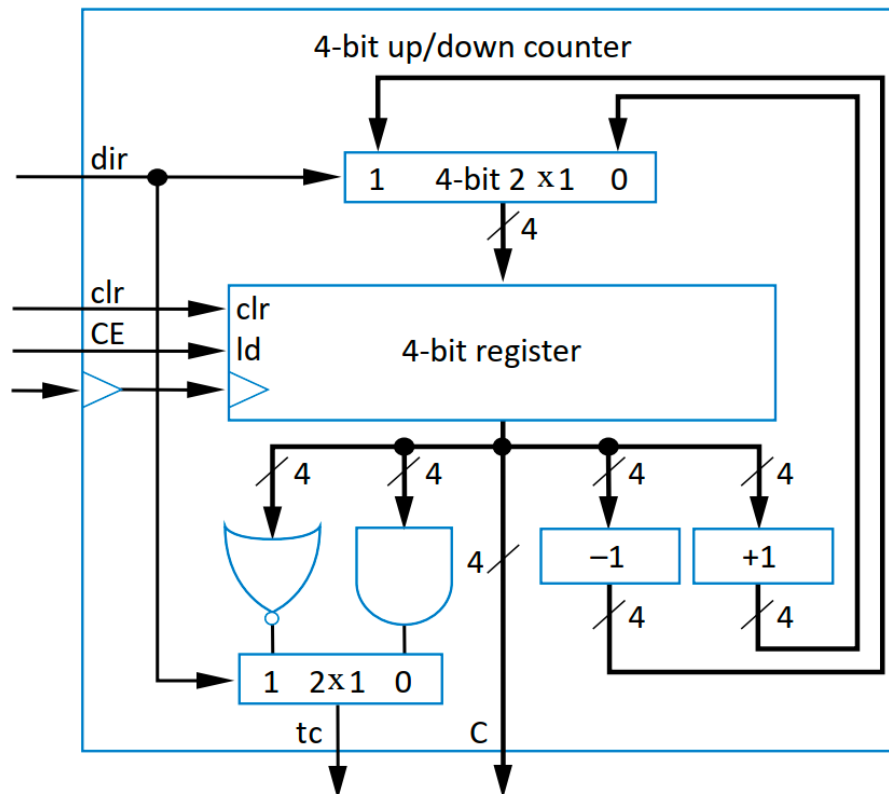 4-bit up/down counter
dir
1 4-bit 2 x 1 0
4
clr
clr
CE
ld
4-bit register
4 4 4 4
4
–1 +1
4 4
1 2x1 0
tc C